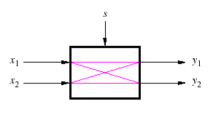 s
x₁ y₁
x₂ y₂